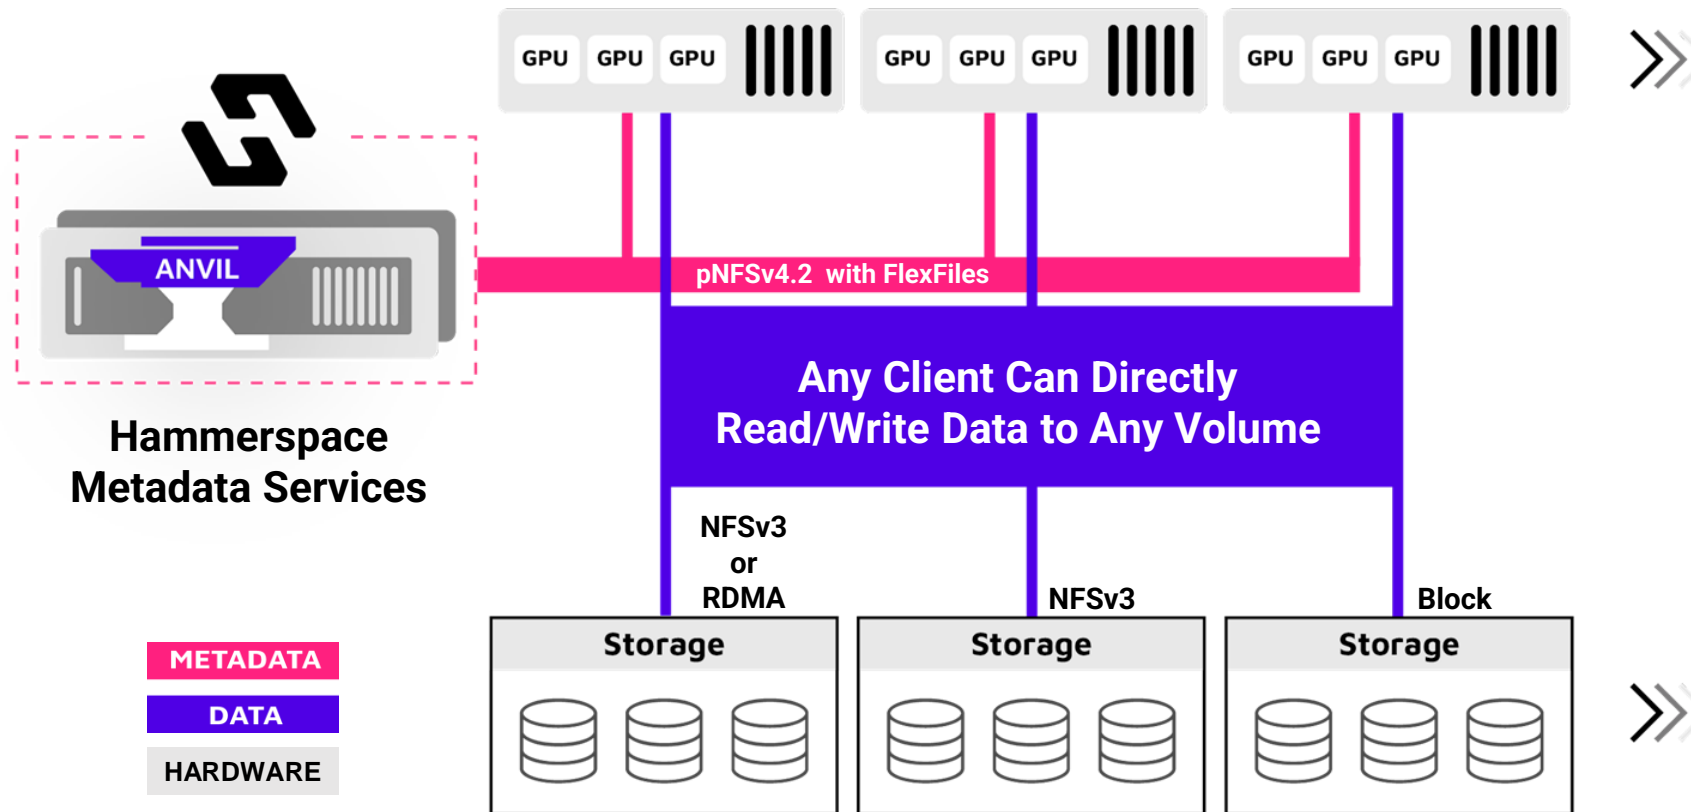 GPU GPU GPU
GPU GPU GPU
GPU GPU GPU
ANVIL
pNFSv4.2 with FlexFiles
Any Client Can Directly
Read/Write Data to Any Volume
Hammerspace
Metadata Services
NFSv3
or
RDMA
NFSv3
Block
Storage
Storage
Storage
METADATA
DATA
HARDWARE